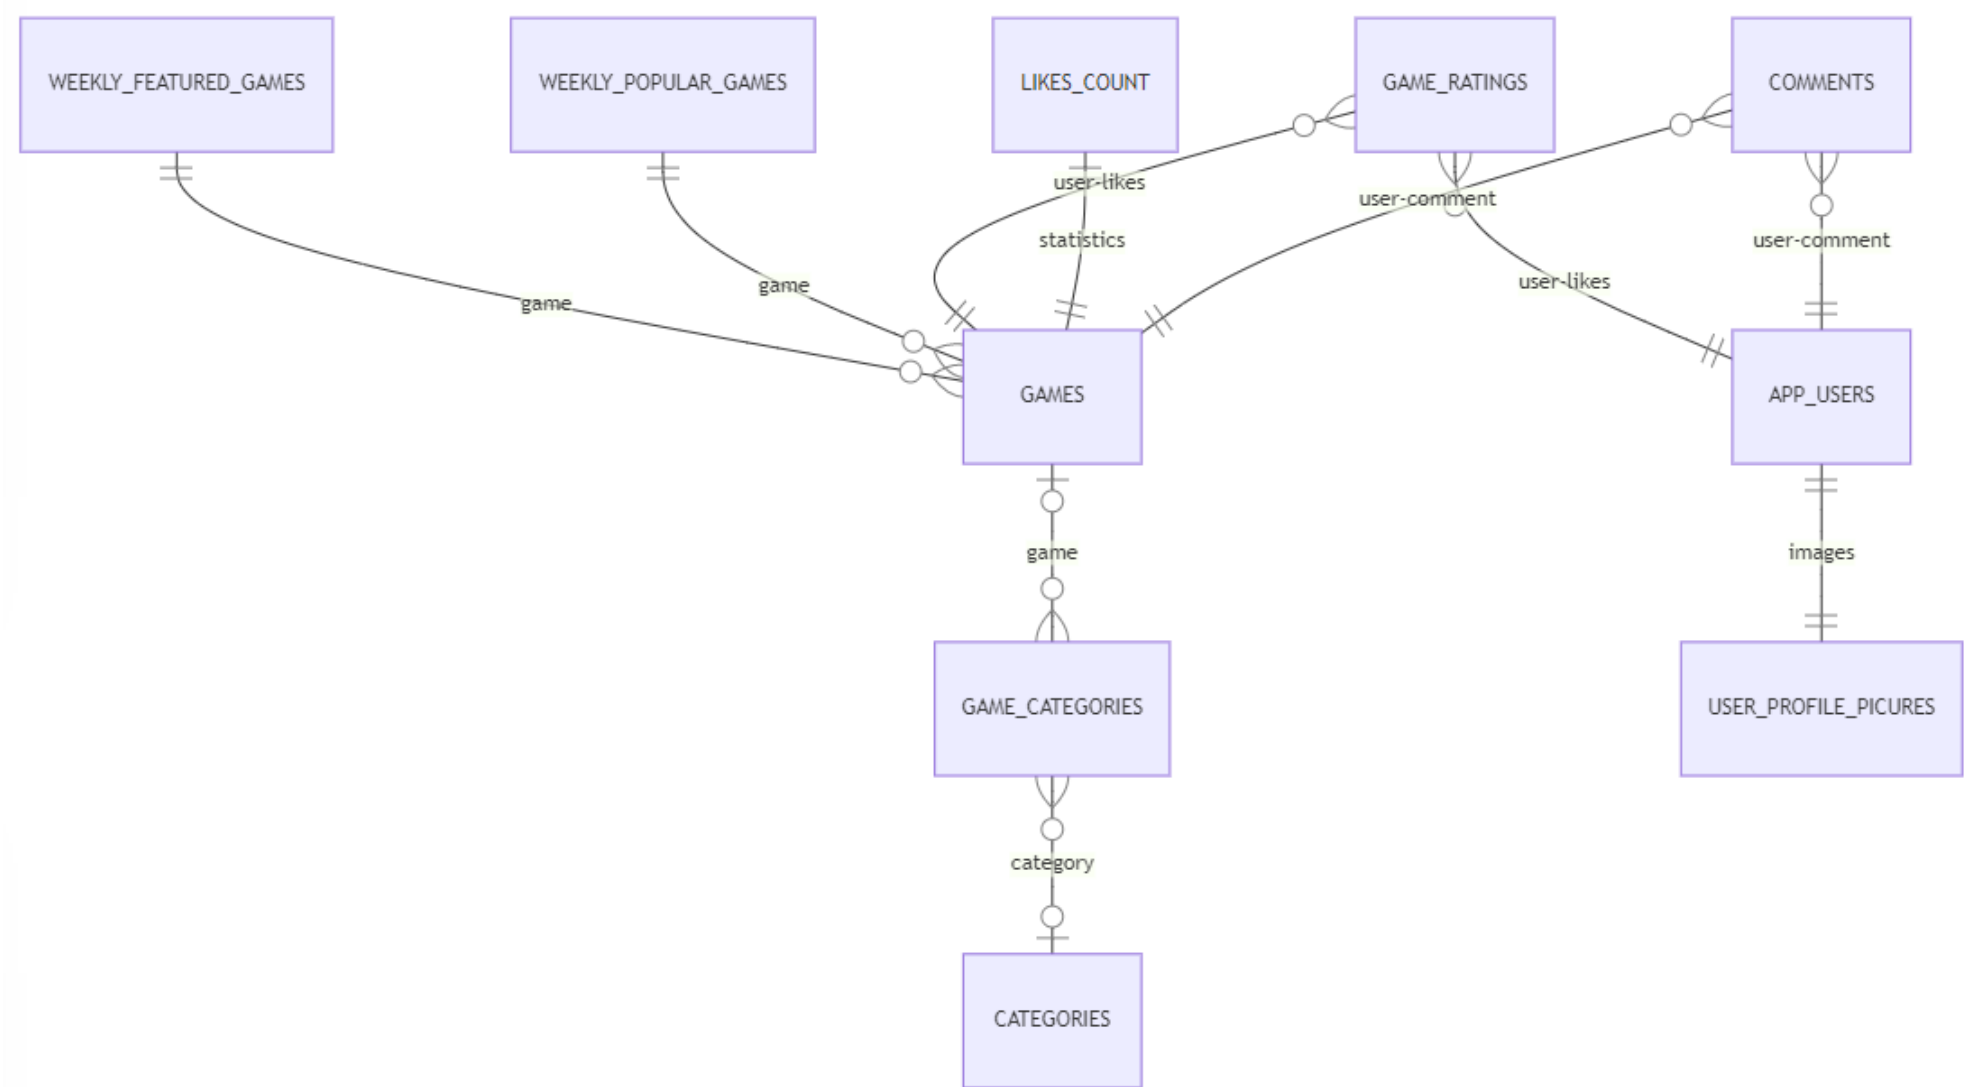 WEEKLY_FEATURED_GAMES
WEEKLY_POPULAR_GAMES
LIKES_COUNT
GAME_RATINGS
COMMENTS
user-likes
user-comment
statistics
user-comment
user-likes
game
game
GAMES
APP_USERS
game
images
GAME_CATEGORIES
USER_PROFILE_PICURES
category
CATEGORIES